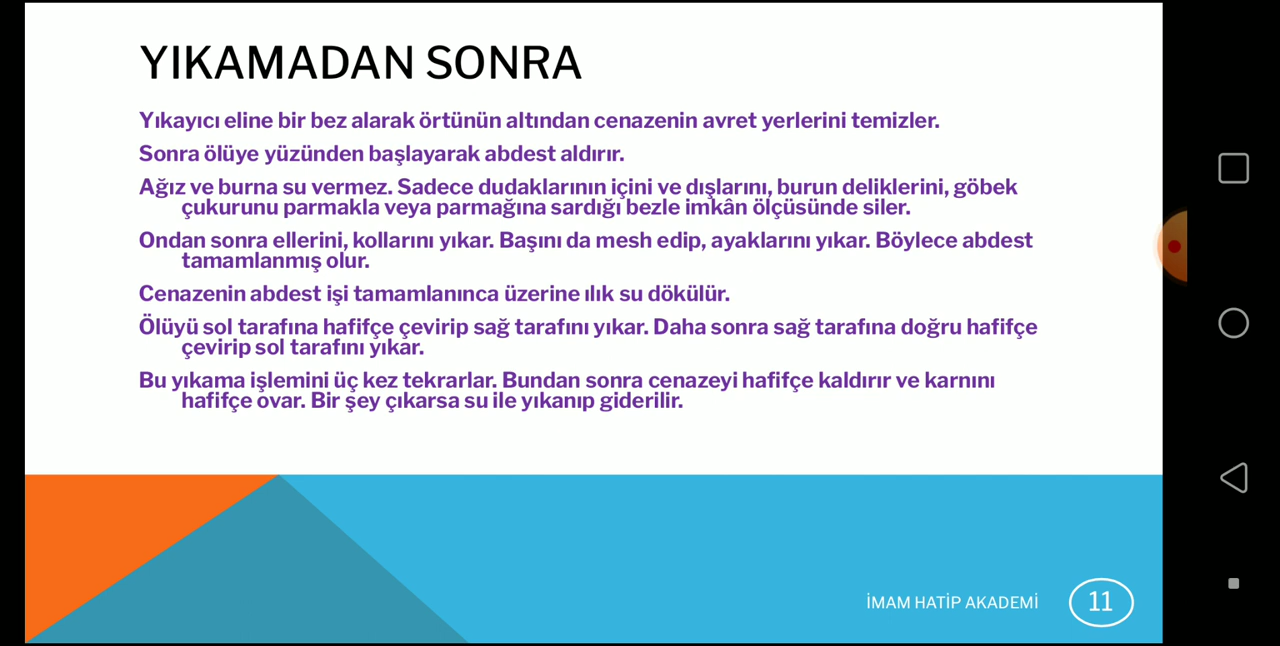 YIKAMADAN SONRA
Yıkayıcı eline bir bez alarak örtünün altından cenazenin avret yerlerini temizler.
Sonra ölüye yüzünden başlayarak abdest aldırır.
Ağız ve burna su vermez. Sadece dudaklarının içini ve dışlarını, burun deliklerini, göbek
çukurunu parmakla veya parmağına sardığı bezle imkân ölçüsünde siler.
Ondan sonra ellerini, kollarını yıkar. Başını da mesh edip, ayaklarını yıkar. Böylece abdest
tamamlanmış olur.
Cenazenin abdest işi tamamlanınca üzerine ılık su dökülür.
Ölüyü sol tarafına hafifçe çevirip sağ tarafını yıkar. Daha sonra sağ tarafına doğru hafifçe
çevirip sol tarafını yıkar.
Bu yıkama işlemini üç kez tekrarlar. Bundan sonra cenazeyi hafifçe kaldırır ve karnını
hafifçe ovar. Bir şey çıkarsa su ile yıkanıp giderilir.
İMAM HATİP AKADEMİ
11